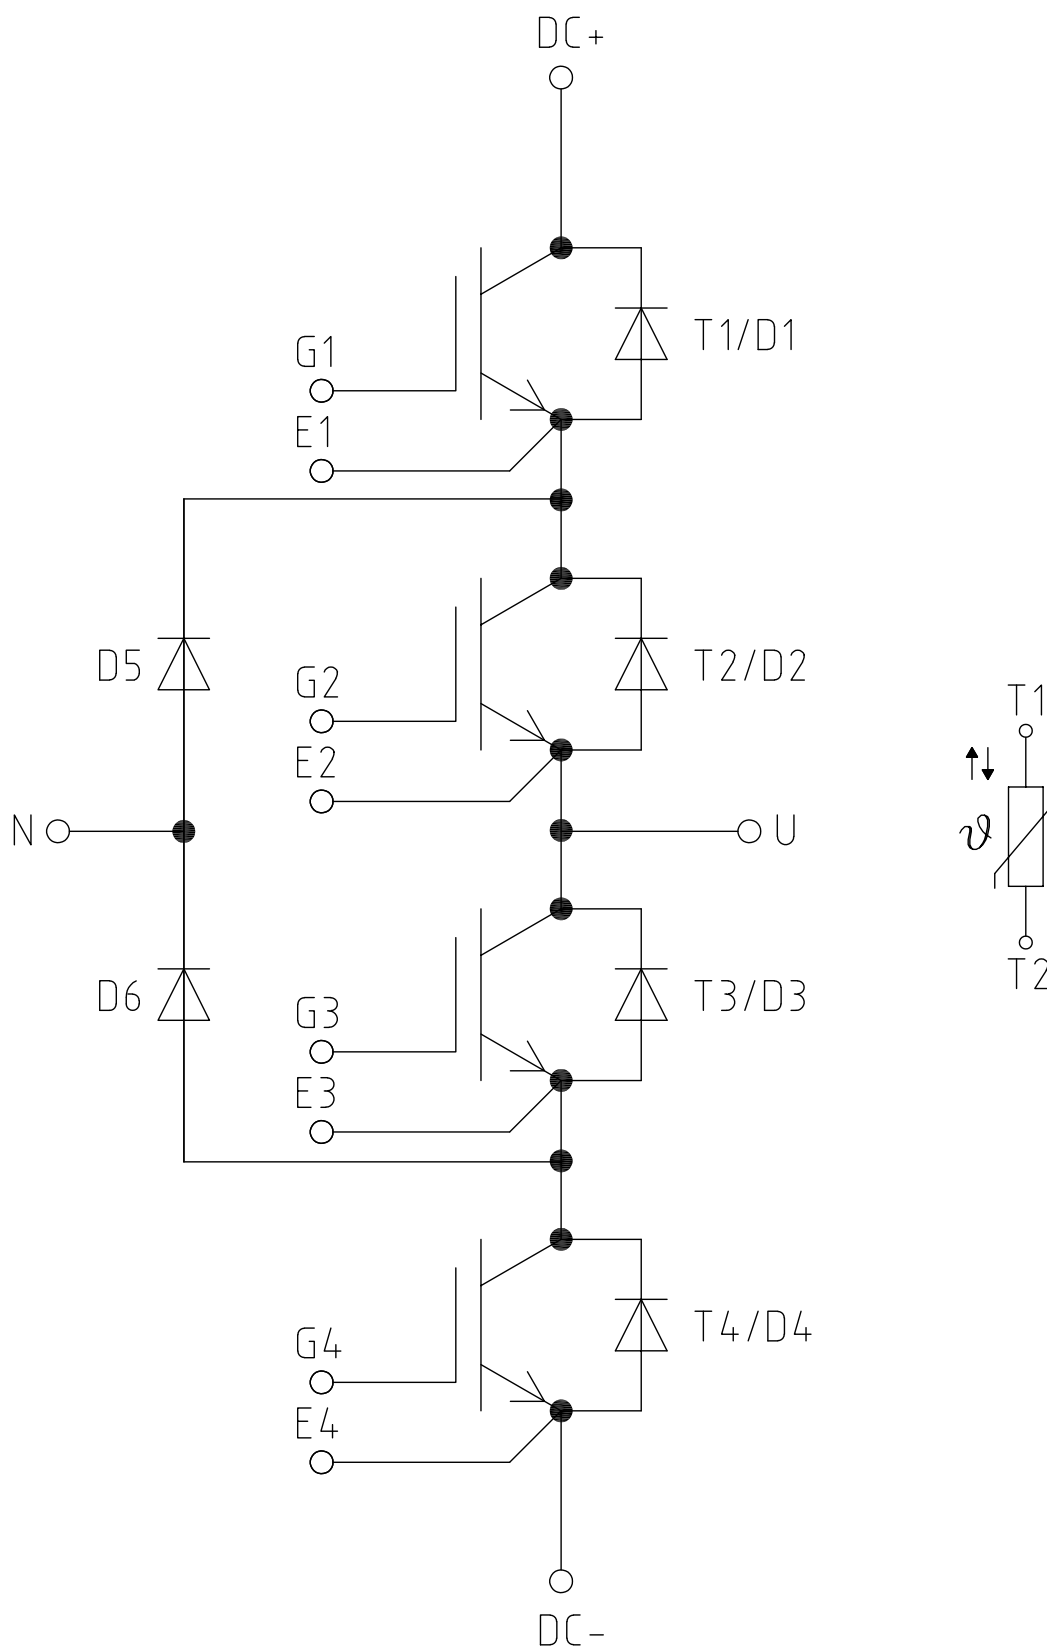 DC+
G1
T1/D1
E1
D5
G2
T2/D2
E2
T1
N
U
ϑ
D6
G3
T3/D3
T2
E3
G4
T4/D4
E4
DC-